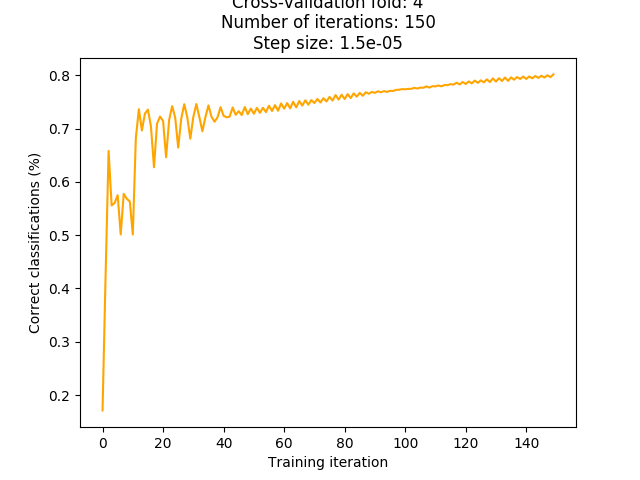 Cross-validation fold: 4
Number of iterations: 150
Step size: 1.5e-05
0.8
0.7
0.6
0.5
0.4
0.3
0.2
Correct classifications (%)
0 20 40 60 80 100 120 140
Training iteration